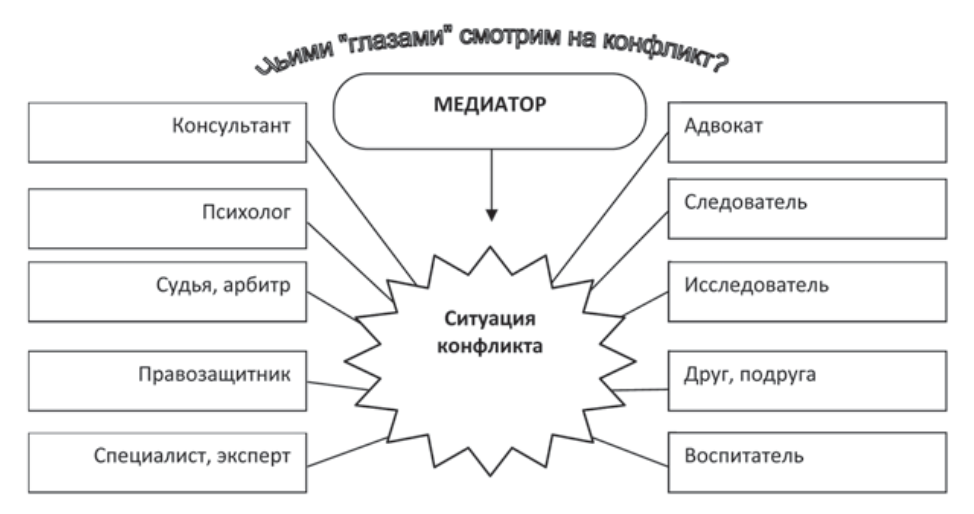 Чьими "глазами" смотрим на конфликт?
МЕДИАТОР
Консультант
Психолог
Судья, арбитр
Правозащитник
Специалист, эксперт
Ситуация
конфликта
Адвокат
Следователь
Исследователь
Друг, подруга
Воспитатель